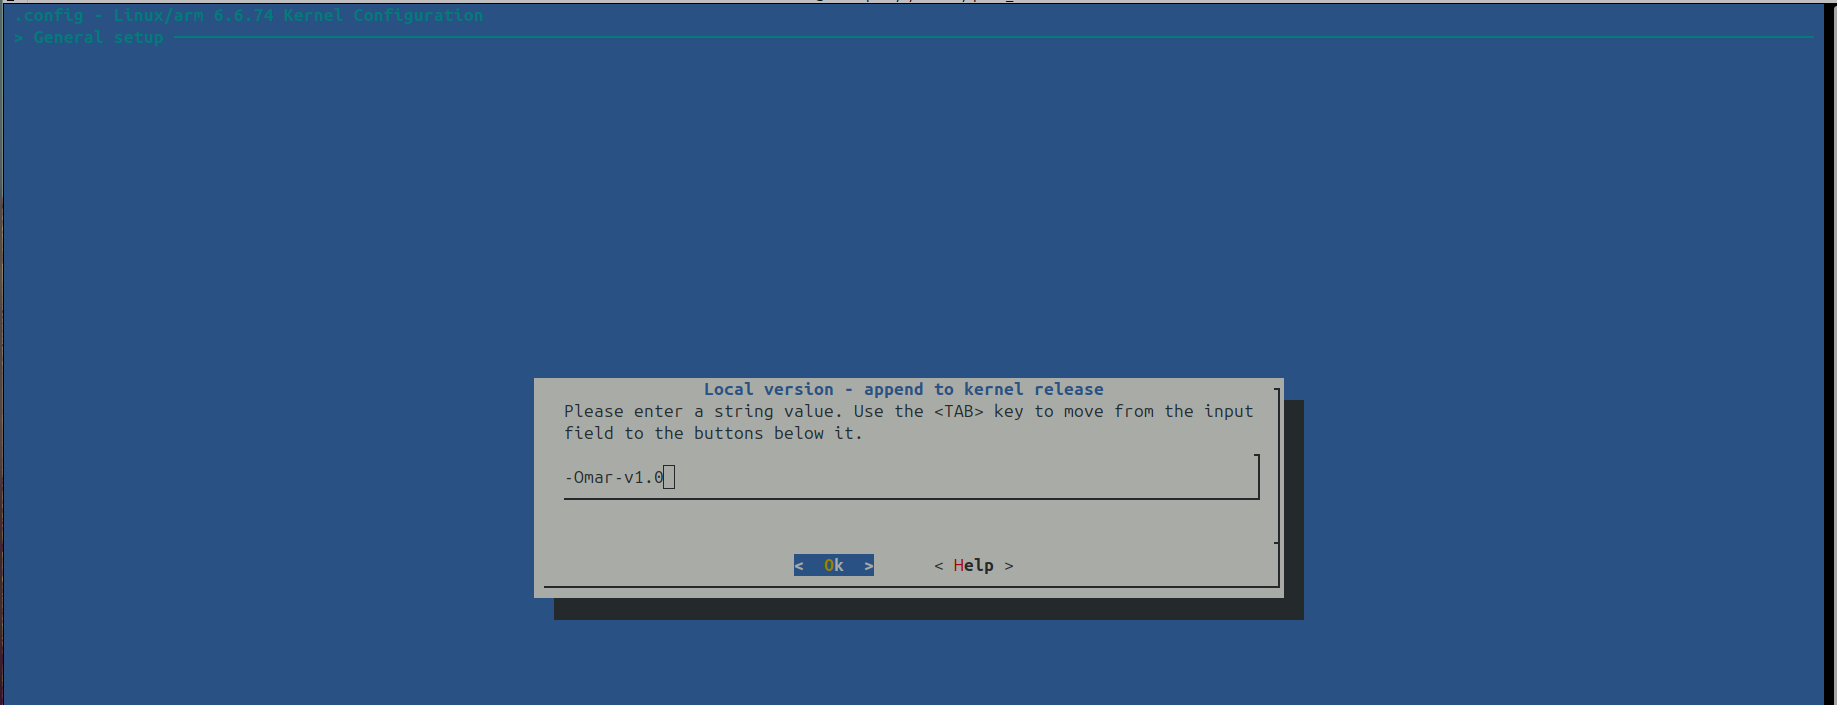 .config - Linux/arm 6.6.74 Kernel Configuration
> General setup
Local version - append to kernel release
Please enter a string value. Use the <TAB> key to move from the input
field to the buttons below it.
-Omar-v1.0
< Ok > < Help >